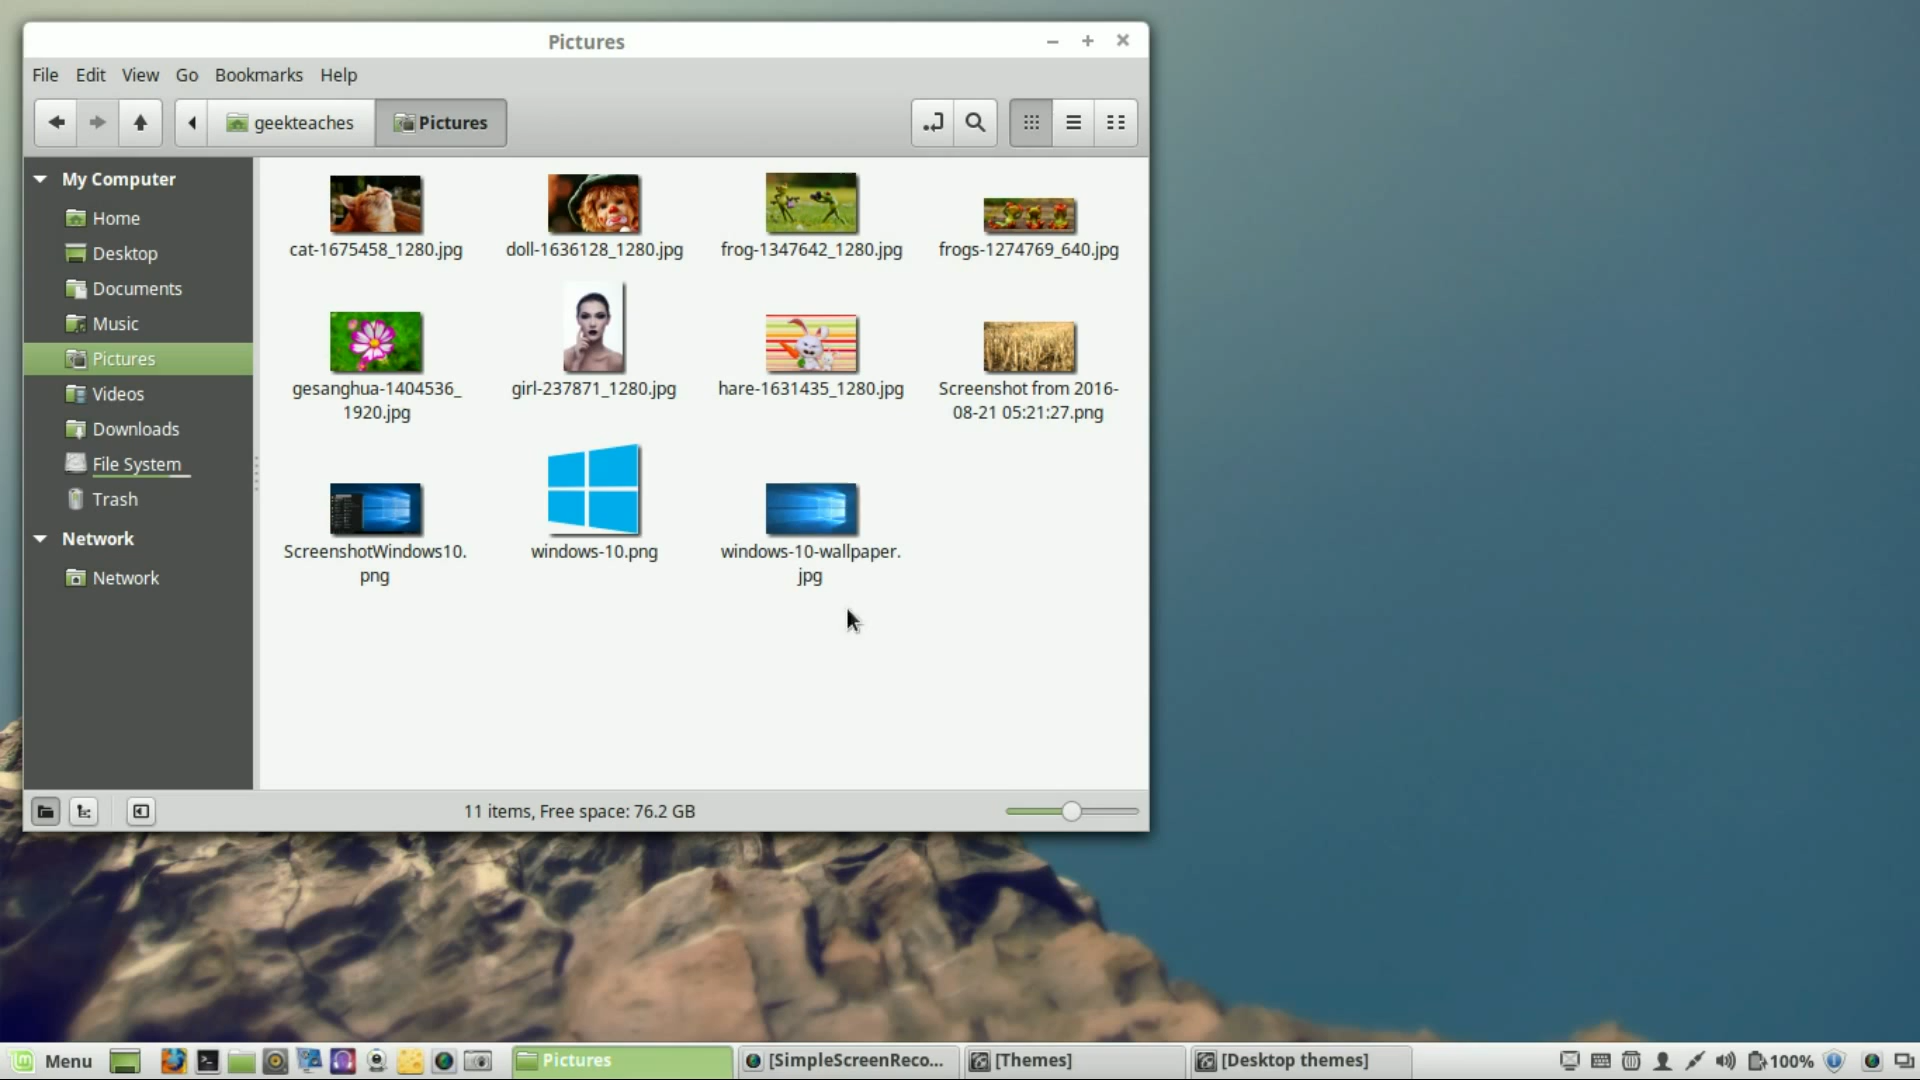 Pictures
File Edit View Go Bookmarks Help
geekteaches Pictures
My Computer
Home
Desktop
Documents
Music
Pictures
Videos
Downloads
File System
Trash
Network
Network
cat-1675458_1280.jpg
doll-1636128_1280.jpg
frog-1347642_1280.jpg
frogs-1274769_640.jpg
gesanghua-1404536_
1920.jpg
girl-237871_1280.jpg
hare-1631435_1280.jpg
Screenshot from 2016-
08-21 05:21:27.png
ScreenshotWindows10.
png
windows-10.png
windows-10-wallpaper.
jpg
11 items, Free space: 76.2 GB
Menu Pictures [SimpleScreenReco... [Themes] [Desktop themes] 100%